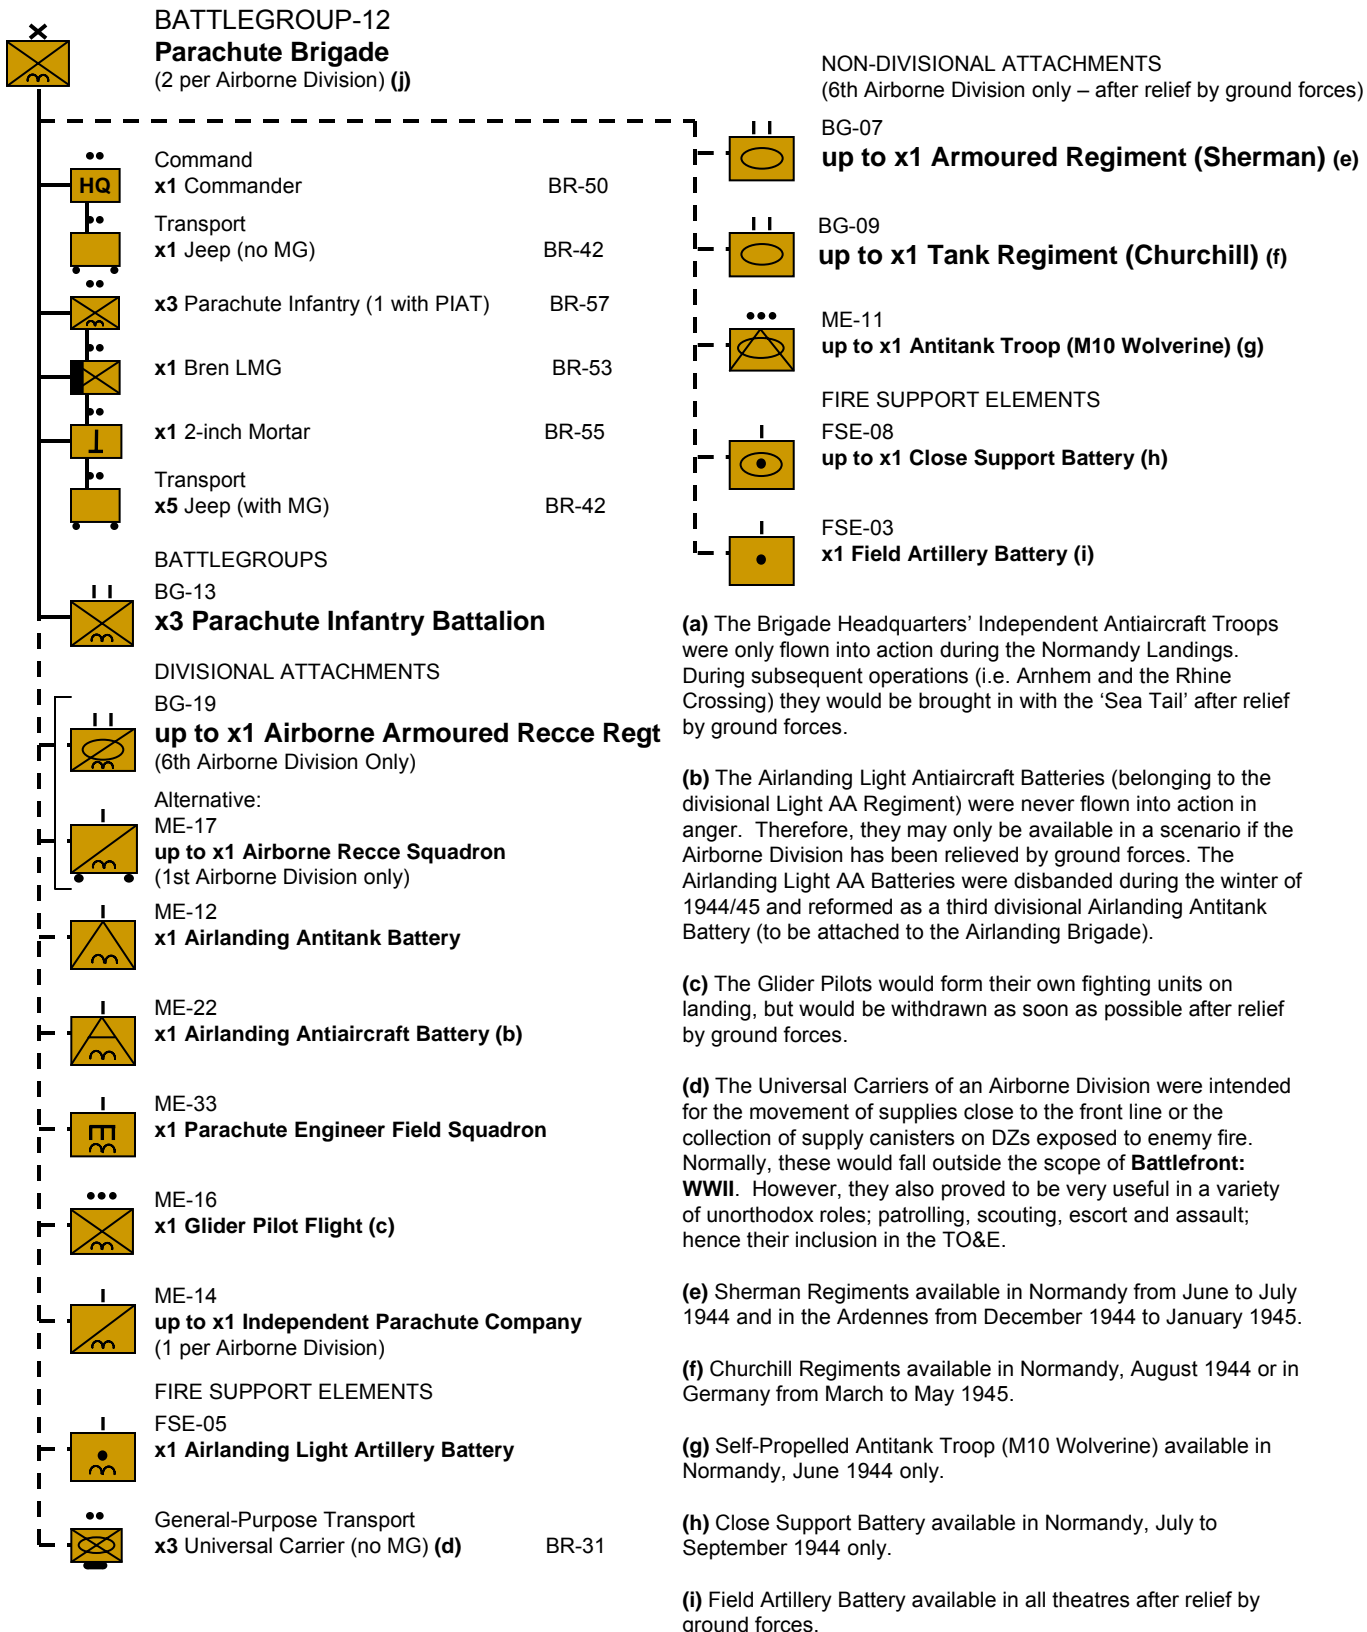 BATTLEGROUP-12
Parachute Brigade
(2 per Airborne Division) (j)
Command
HQ
x1 Commander BR-50
Transport
x1 Jeep (no MG) BR-42
x3 Parachute Infantry (1 with PIAT) BR-57
x1 Bren LMG BR-53
x1 2-inch Mortar BR-55
Transport
x5 Jeep (with MG) BR-42
BATTLEGROUPS
BG-13
x3 Parachute Infantry Battalion
DIVISIONAL ATTACHMENTS
BG-19
up to x1 Airborne Armoured Recce Regt
(6th Airborne Division Only)
Alternative:
ME-17
up to x1 Airborne Recce Squadron
(1st Airborne Division only)
ME-12
x1 Airlanding Antitank Battery
ME-22
x1 Airlanding Antiaircraft Battery (b)
ME-33
x1 Parachute Engineer Field Squadron
ME-16
x1 Glider Pilot Flight (c)
ME-14
up to x1 Independent Parachute Company
(1 per Airborne Division)
FIRE SUPPORT ELEMENTS
FSE-05
x1 Airlanding Light Artillery Battery
General-Purpose Transport
x3 Universal Carrier (no MG) (d) BR-31
NON-DIVISIONAL ATTACHMENTS
(6th Airborne Division only – after relief by ground forces)
BG-07
up to x1 Armoured Regiment (Sherman) (e)
BG-09
up to x1 Tank Regiment (Churchill) (f)
ME-11
up to x1 Antitank Troop (M10 Wolverine) (g)
FIRE SUPPORT ELEMENTS
FSE-08
up to x1 Close Support Battery (h)
FSE-03
x1 Field Artillery Battery (i)
(a) The Brigade Headquarters' Independent Antiaircraft Troops
were only flown into action during the Normandy Landings.
During subsequent operations (i.e. Arnhem and the Rhine
Crossing) they would be brought in with the 'Sea Tail' after relief
by ground forces.
(b) The Airlanding Light Antiaircraft Batteries (belonging to the
divisional Light AA Regiment) were never flown into action in
anger. Therefore, they may only be available in a scenario if the
Airborne Division has been relieved by ground forces. The
Airlanding Light AA Batteries were disbanded during the winter of
1944/45 and reformed as a third divisional Airlanding Antitank
Battery (to be attached to the Airlanding Brigade).
(c) The Glider Pilots would form their own fighting units on
landing, but would be withdrawn as soon as possible after relief
by ground forces.
(d) The Universal Carriers of an Airborne Division were intended
for the movement of supplies close to the front line or the
collection of supply canisters on DZs exposed to enemy fire.
Normally, these would fall outside the scope of Battlefront:
WWII. However, they also proved to be very useful in a variety
of unorthodox roles; patrolling, scouting, escort and assault;
hence their inclusion in the TO&E.
(e) Sherman Regiments available in Normandy from June to July
1944 and in the Ardennes from December 1944 to January 1945.
(f) Churchill Regiments available in Normandy, August 1944 or in
Germany from March to May 1945.
(g) Self-Propelled Antitank Troop (M10 Wolverine) available in
Normandy, June 1944 only.
(h) Close Support Battery available in Normandy, July to
September 1944 only.
(i) Field Artillery Battery available in all theatres after relief by
ground forces.